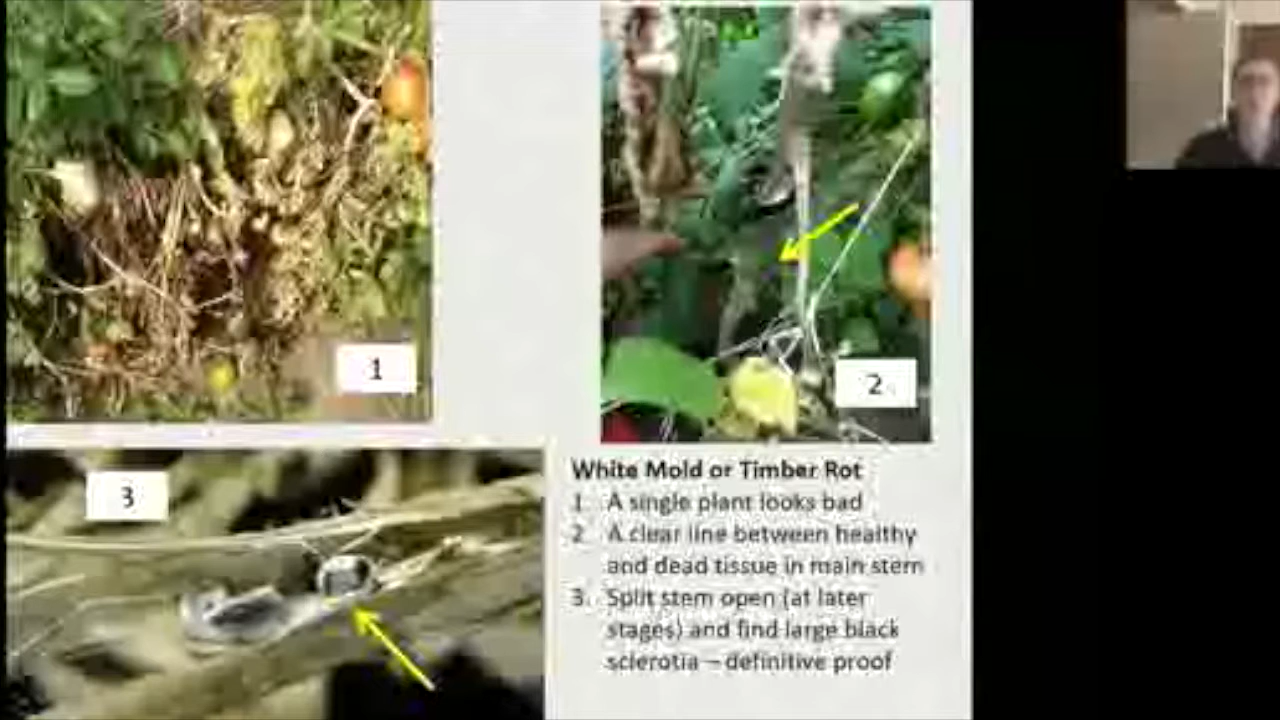 1
2
3
White Mold or Timber Rot
1. A single plant looks bad
2. A clear line between healthy
and dead tissue in main stem
3. Split stem open (at later
stages) and find large black
sclerotia – definitive proof